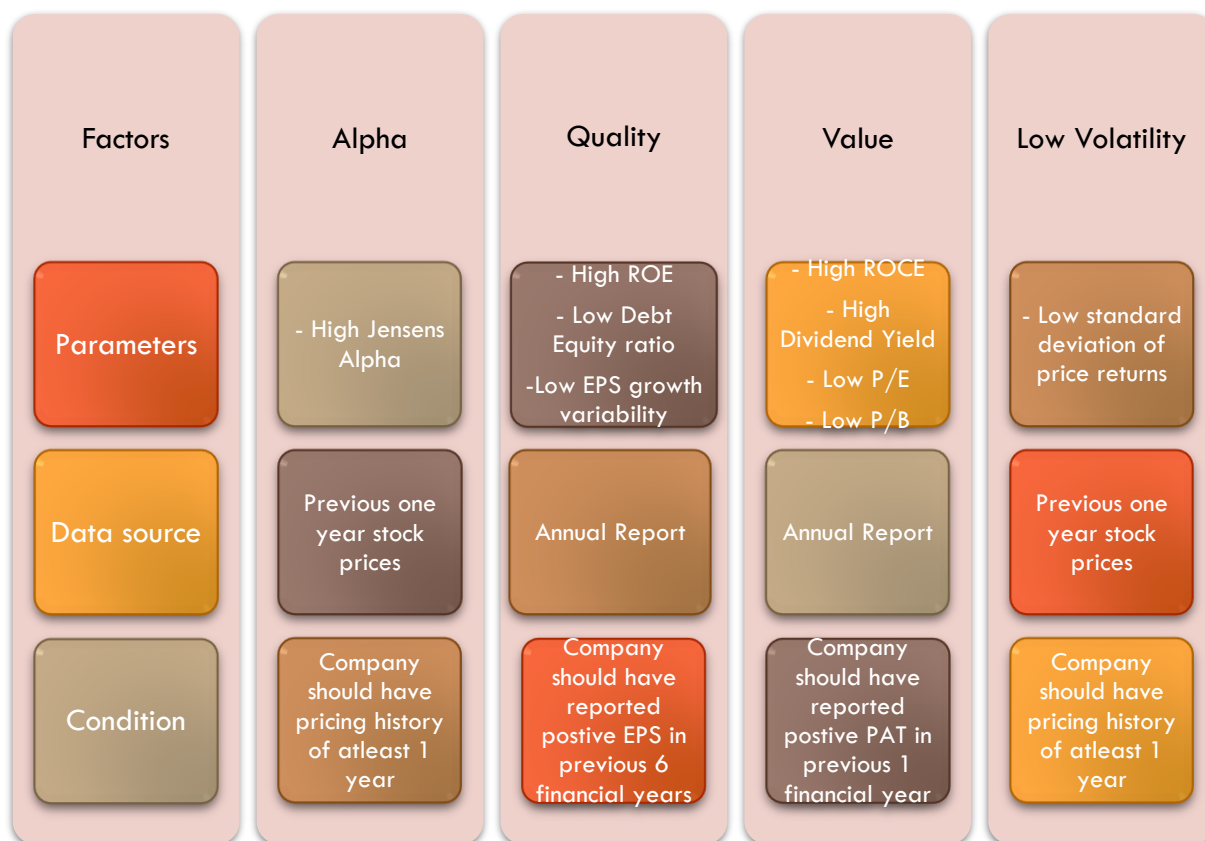 Factors
Parameters
Data source
Condition
Alpha
- High Jensens
Alpha
Previous one
year stock
prices
Company
should have
pricing history
of atleast 1
year
Quality
- High ROE
- Low Debt
Equity ratio
-Low EPS growth
variability
Annual Report
Company
should have
reported
postive EPS in
previous 6
financial years
Value
- High ROCE
- High
Dividend Yield
- Low P/E
- Low P/B
Annual Report
Company
should have
reported
postive PAT in
previous 1
financial year
Low Volatility
- Low standard
deviation of
price returns
Previous one
year stock
prices
Company
should have
pricing history
of atleast 1
year